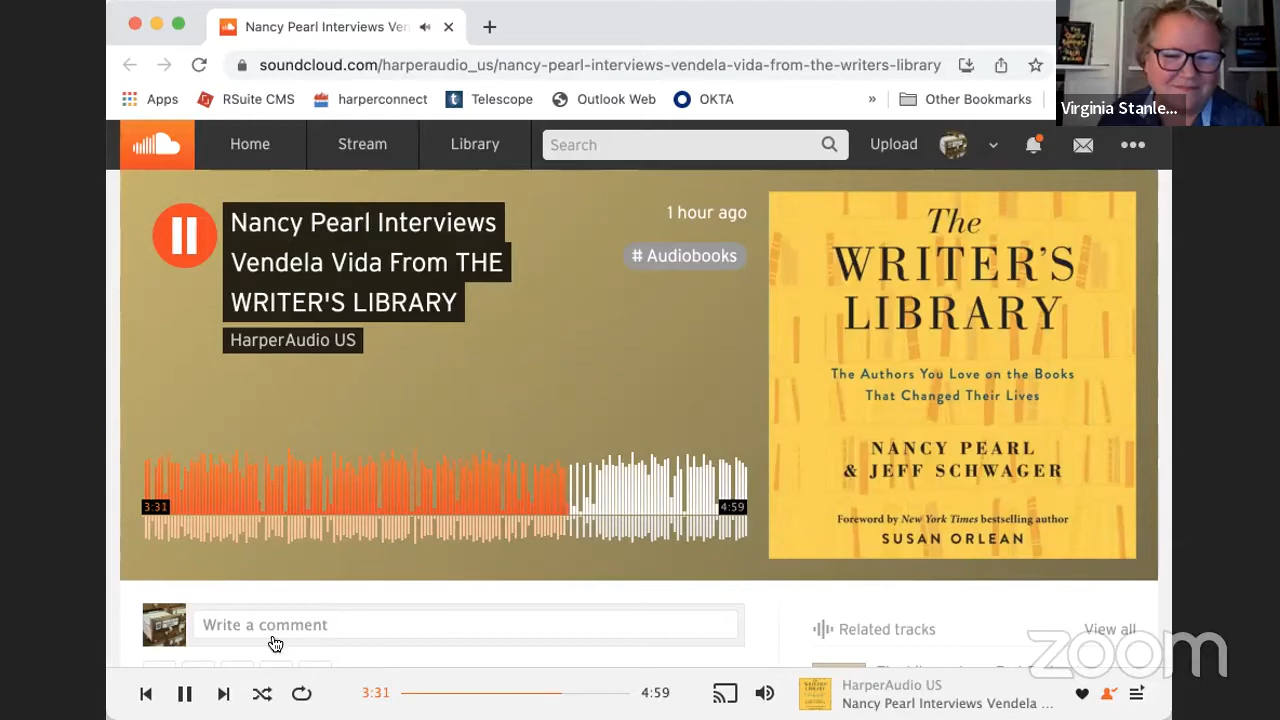 Nancy Pearl Interviews Ven
soundcloud.com/harperaudio_us/nancy-pearl-interviews-vendela-vida-from-the-writers-library
Apps RSuite CMS harperconnect Telescope Outlook Web OKTA » Other Bookmarks
Virginia Stanle...
Home Stream Library Search Upload
Nancy Pearl Interviews
Vendela Vida From THE
WRITER'S LIBRARY
HarperAudio US
1 hour ago
# Audiobooks
3:31
4:59
The
WRITER'S
LIBRARY
The Authors You Love on the Books
That Changed Their Lives
NANCY PEARL
& JEFF SCHWAGER
Foreword by New York Times bestselling author
SUSAN ORLEAN
Write a comment
Related tracks
View all
zoom
3:31
4:59
HarperAudio US
Nancy Pearl Interviews Vendela ...